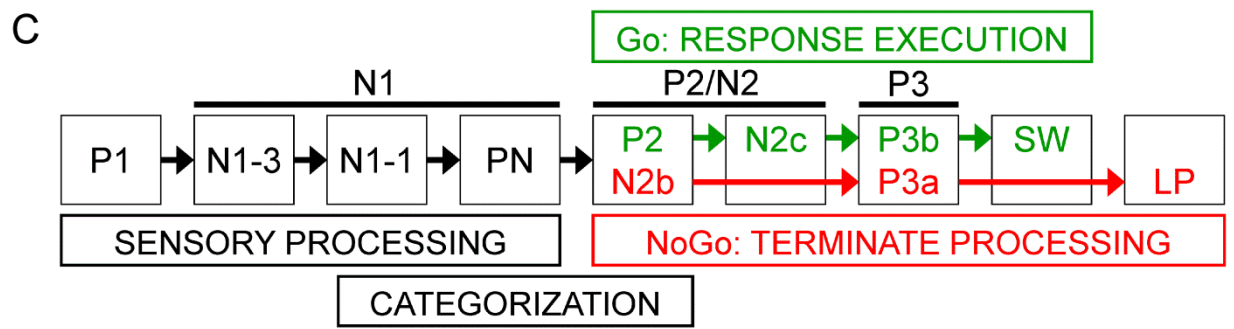 C
Go: RESPONSE EXECUTION
N1 P2/N2 P3
P1 N1-3 N1-1 PN P2 N2c P3b SW
N2b P3a LP
SENSORY PROCESSING NoGo: TERMINATE PROCESSING
CATEGORIZATION